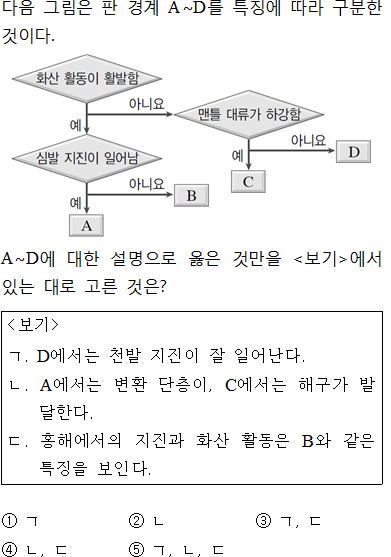 다음 그림은 판 경계 A~D를 특징에 따라 구분한
것이다.
화산 활동이 활발함
아니요
예
맨틀 대류가 하강함
아니요
예
D
C
심발 지진이 일어남
아니요
예
B
A
A~D에 대한 설명으로 옳은 것만을 <보기>에서
있는 대로 고른 것은?
<보기>
ㄱ. D에서는 천발 지진이 잘 일어난다.
ㄴ. A에서는 변환 단층이, C에서는 해구가 발
달한다.
ㄷ. 홍해에서의 지진과 화산 활동은 B와 같은
특징을 보인다.
① ㄱ ② ㄴ ③ ㄱ, ㄷ
④ ㄴ, ㄷ ⑤ ㄱ, ㄴ, ㄷ